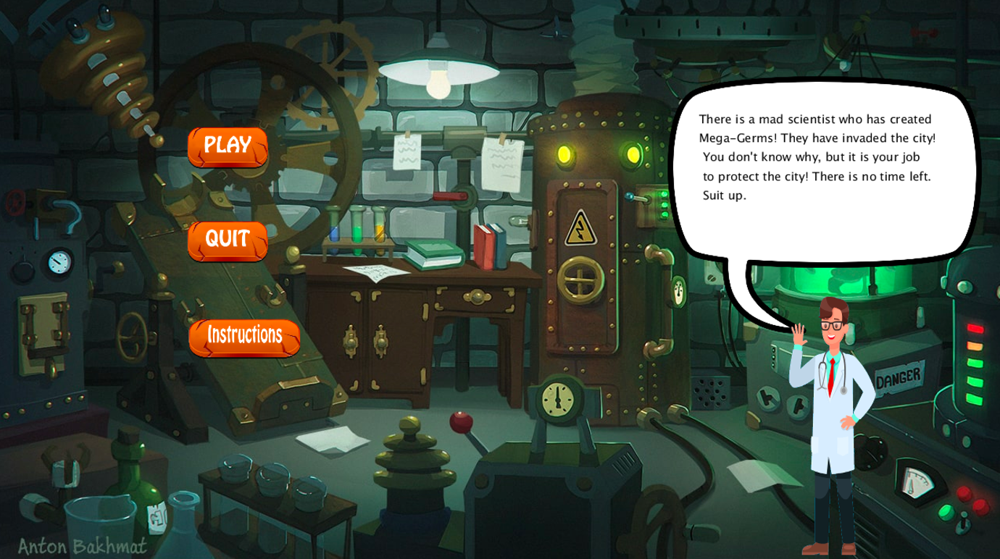 PLAY
QUIT
Instructions
There is a mad scientist who has created
Mega-Germs! They have invaded the city!
You don't know why, but it is your job
to protect the city! There is no time left.
Suit up.
DANGER
Anton Bakhmat